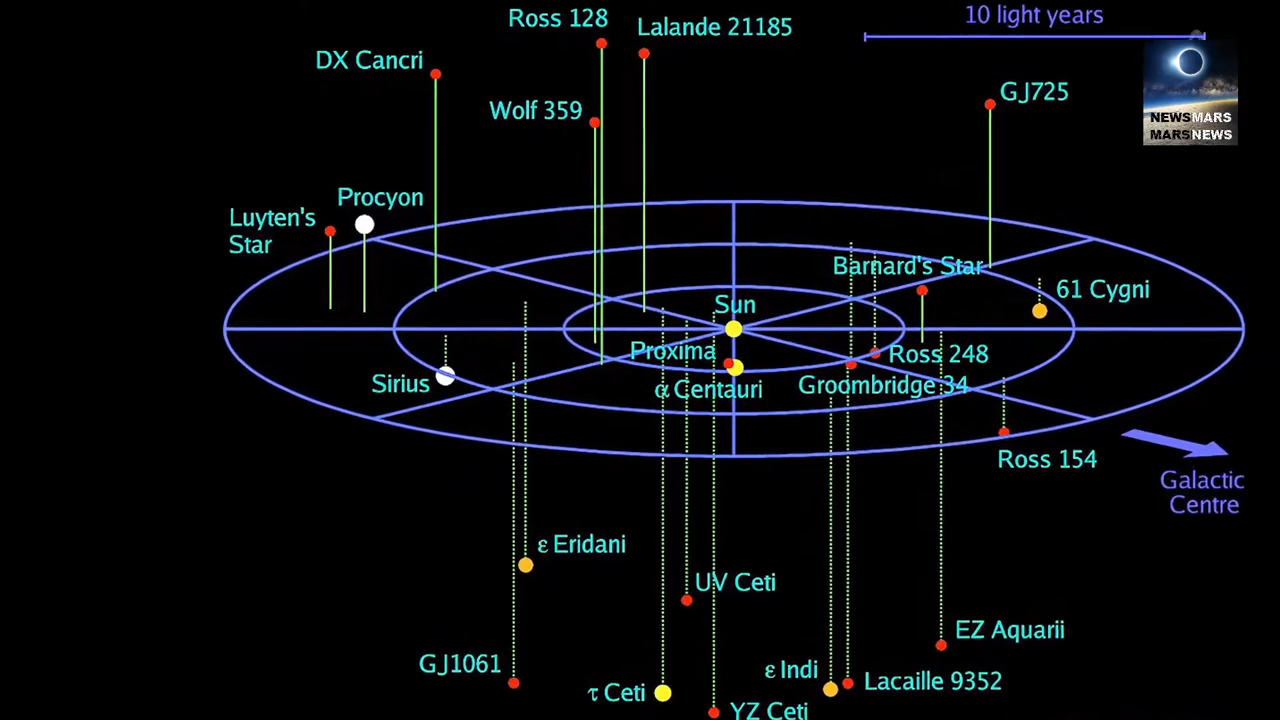 10 light years
Ross 128
Lalande 21185
DX Cancri
GJ725
Wolf 359
NEWSMARS
MARSNEWS
Procyon
Luyten's
Star
Barnard's Star
61 Cygni
Sun
Proxima
Ross 248
Sirius
α Centauri
Groombridge 34
Ross 154
Galactic
Centre
ε Eridani
UV Ceti
EZ Aquarii
GJ1061
ε Indi
Lacaille 9352
τ Ceti
YZ Ceti